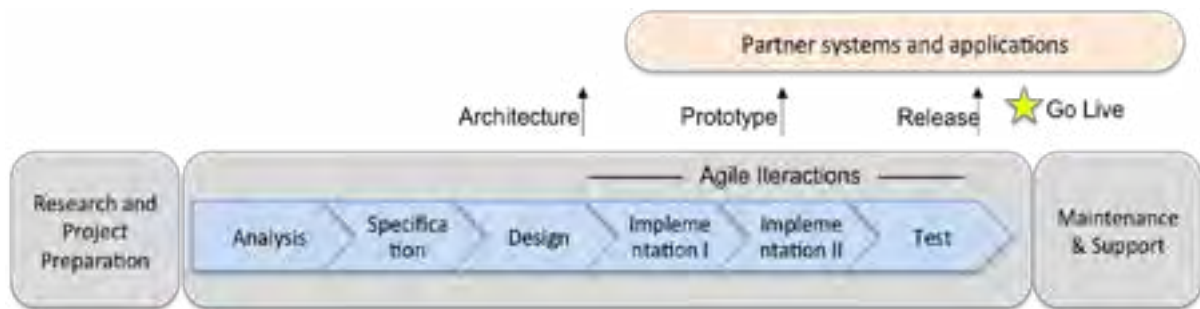 Partner systems and applications
Architecture
Prototype
Release
Go Live
Agile Iteractions
Research and
Project
Preparation
Analysis
Specifica
tion
Design
Impleme
ntation I
Impleme
ntation II
Test
Maintenance
& Support